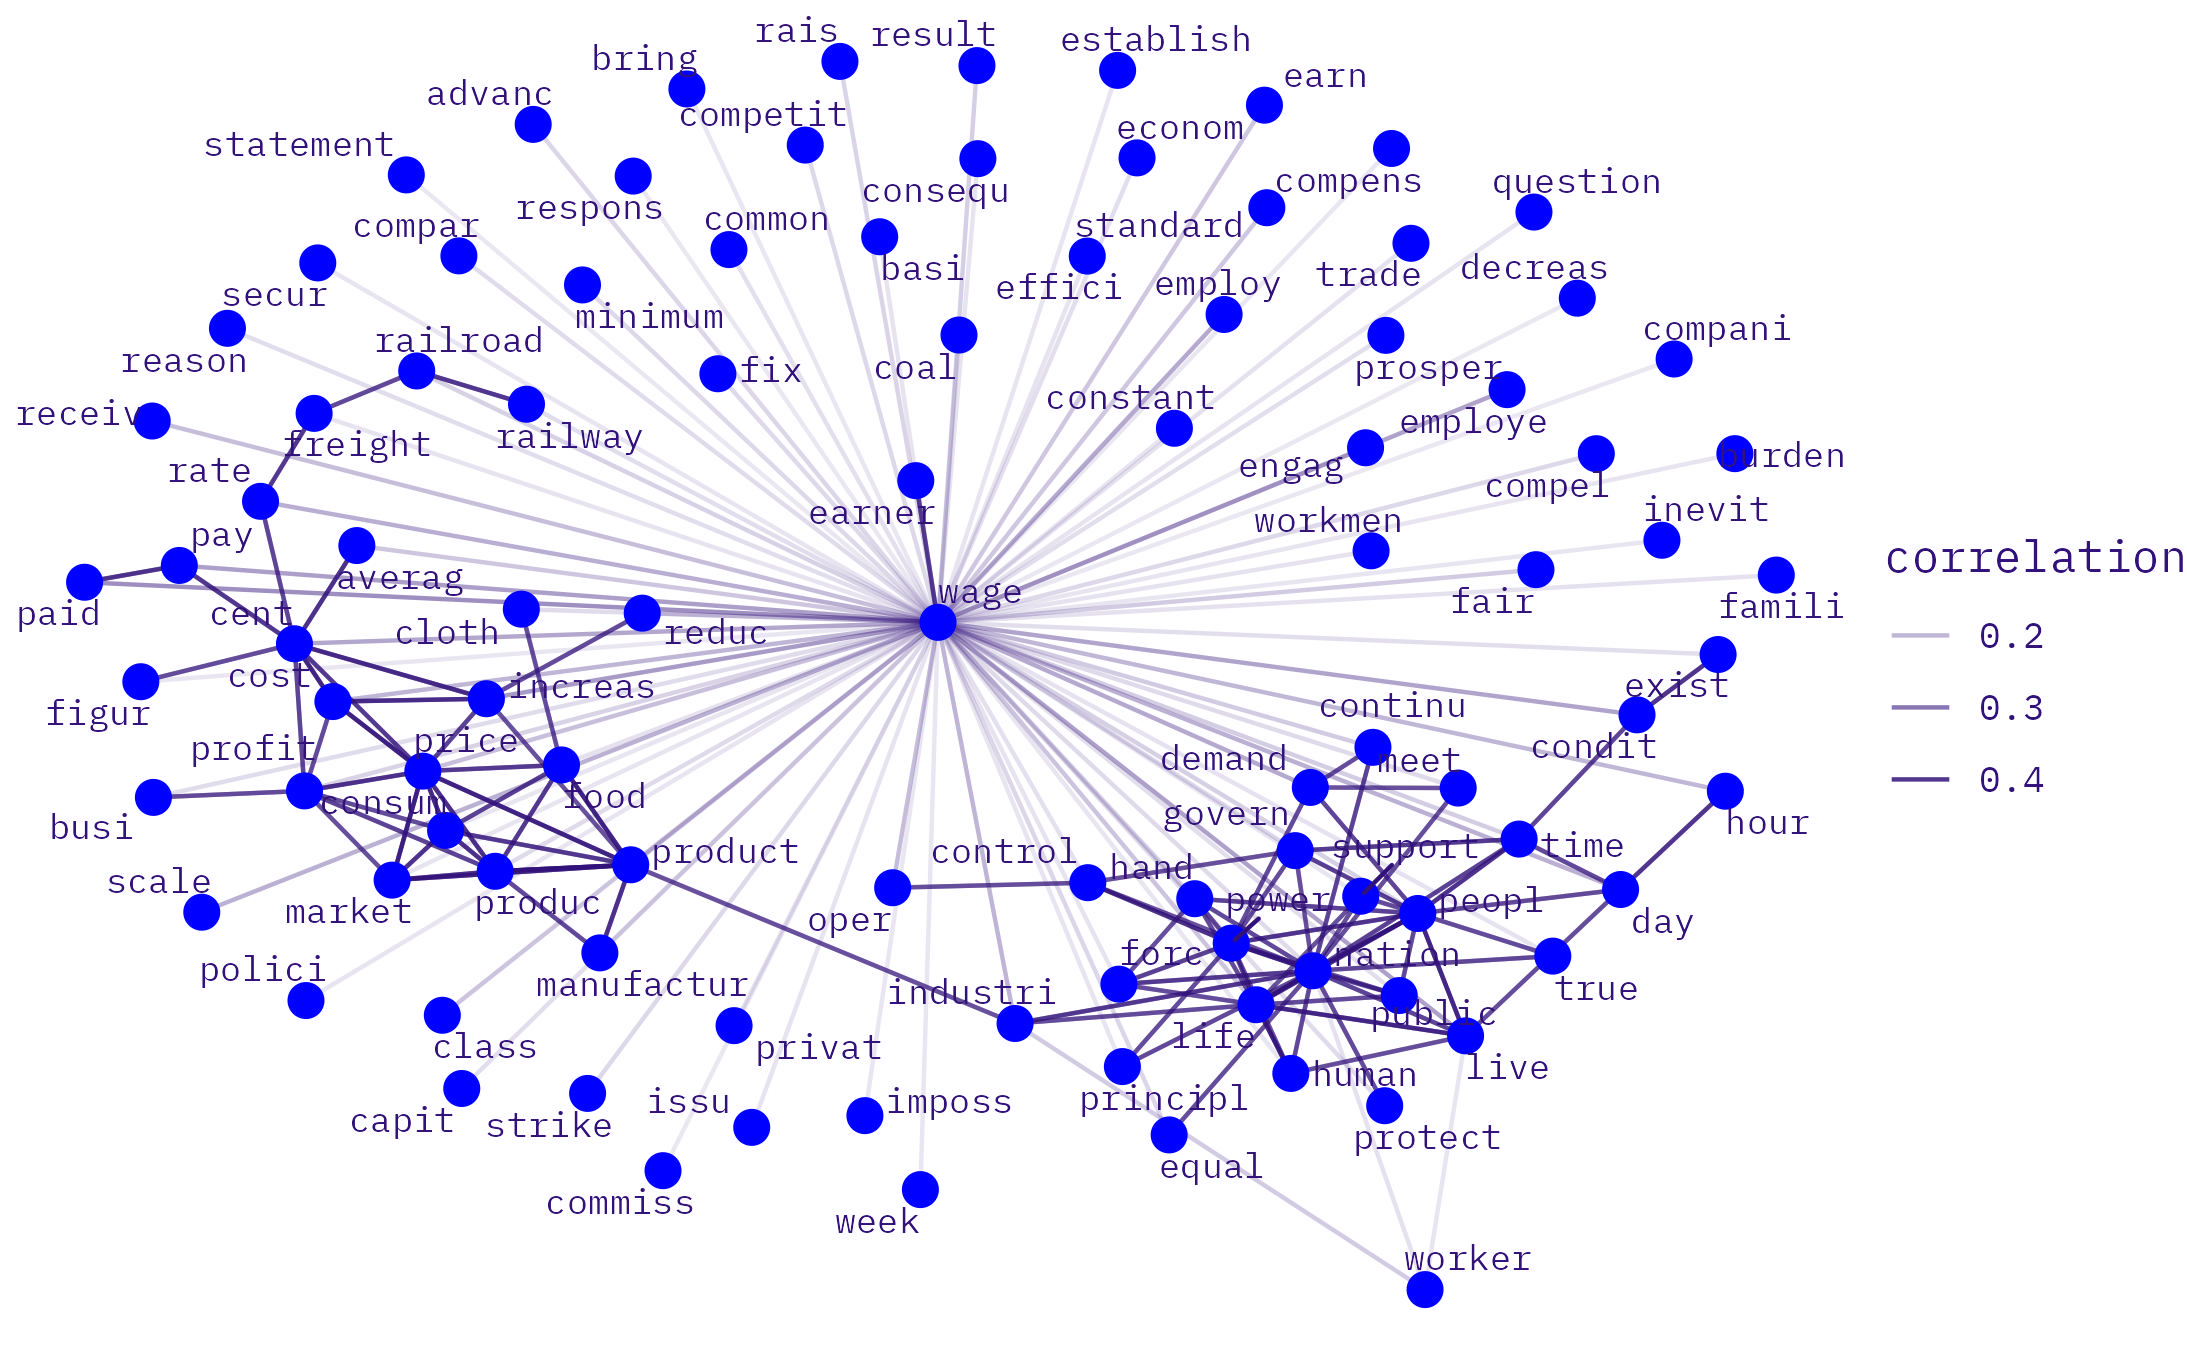 rais
result
establish
bring
earn
advanc
competit
econom
statement
compens
question
respons
consequ
common
standard
compar
basi
trade
decreas
secur
effici
employ
minimum
compani
railroad
reason
fix
coal
prosper
constant
receiv
employe
freight
railway
engag
burden
rate
compel
earner
inevit
workmen
pay
correlation
averag
wage
paid
cent
cloth
reduc
fair
famili
0.2
cost
increas
exist
figur
continu
0.3
profit
price
demand
meet
condit
0.4
consum
food
govern
busi
hour
product
control
hand
support
time
scale
market
produc
oper
power
peopl
day
polici
manufactur
forc
nation
industri
true
class
privat
life
public
capit
strike
issu
imposs
principl
human
live
protect
equal
commiss
week
worker